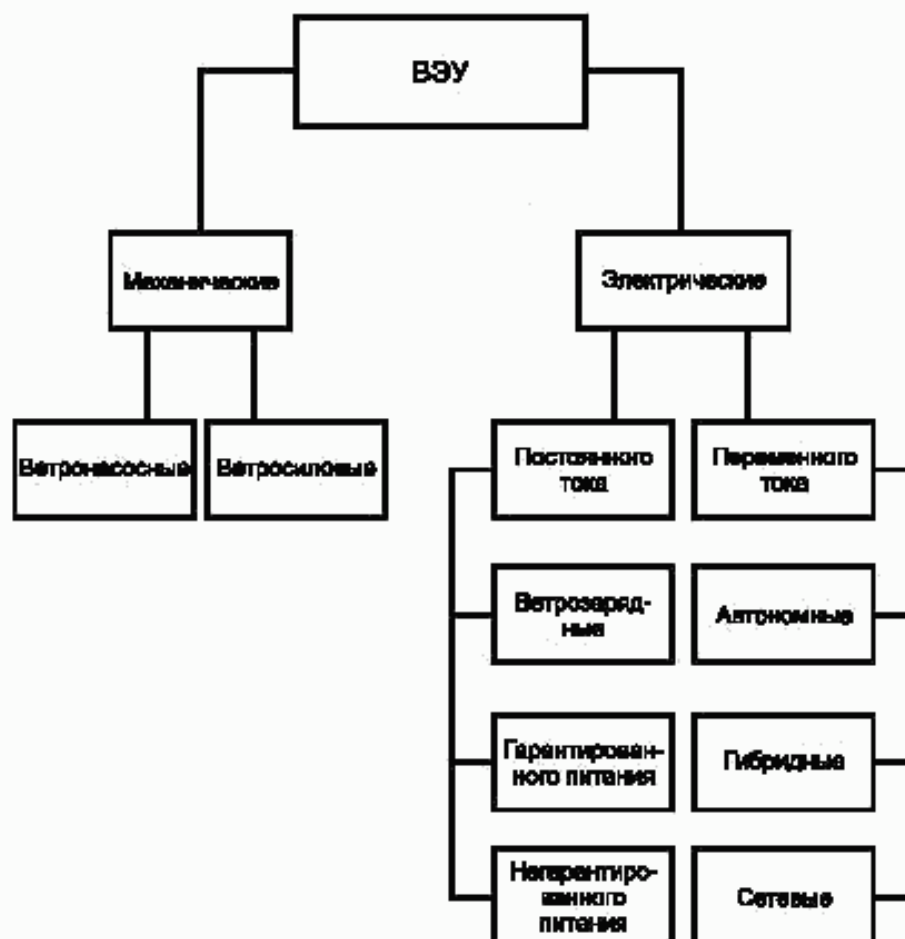 ВЭУ
Механические
Электрические
Ветронасосные
Ветросиловые
Постоянного
тока
Переменного
тока
Ветрозаряд-
ные
Автономные
Гарантирован-
ного питания
Гибридные
Негарантиро-
ванного
питания
Сетевые